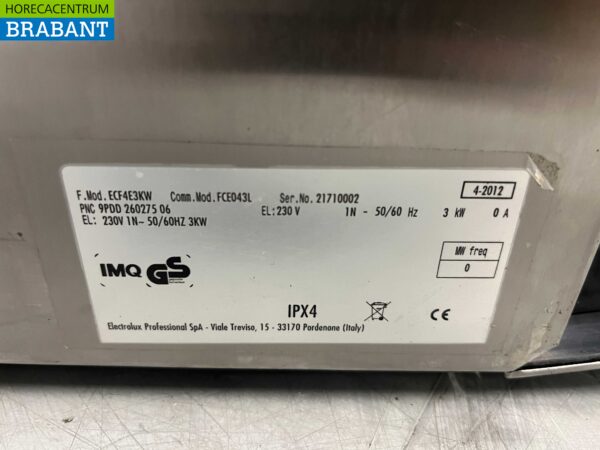 HORECACENTRUM
BRABANT
F.Mod. ECF4E3KW Comm.Mod. FCE043L Ser.No. 21710002 4-2012
PNC 9PDD 260275 06 EL: 230 V 1N - 50/60 Hz 3 kW 0 A
EL: 230V 1N~ 50/60HZ 3KW
MW freq
0
IMQ GS
IPX4 CE
Electrolux Professional SpA - Viale Treviso, 15 - 33170 Pordenone (Italy)